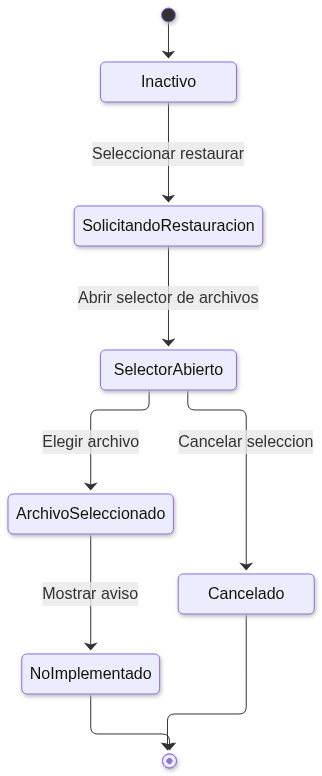 Inactivo
Seleccionar restaurar
SolicitandoRestauracion
Abrir selector de archivos
SelectorAbierto
Elegir archivo
Cancelar seleccion
ArchivoSeleccionado
Mostrar aviso
Cancelado
NoImplementado